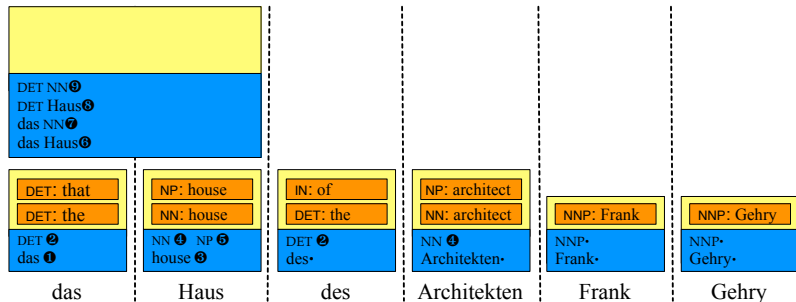 DET NN❾
DET Haus❽
das NN❼
das Haus❻
DET: that
DET: the
DET ❷
das ❶
NP: house
NN: house
NN ❹ NP ❺
house ❸
IN: of
DET: the
DET ❷
des•
NP: architect
NN: architect
NN ❹
Architekten•
NNP: Frank
NNP•
Frank•
NNP: Gehry
NNP•
Gehry•
das Haus des Architekten Frank Gehry